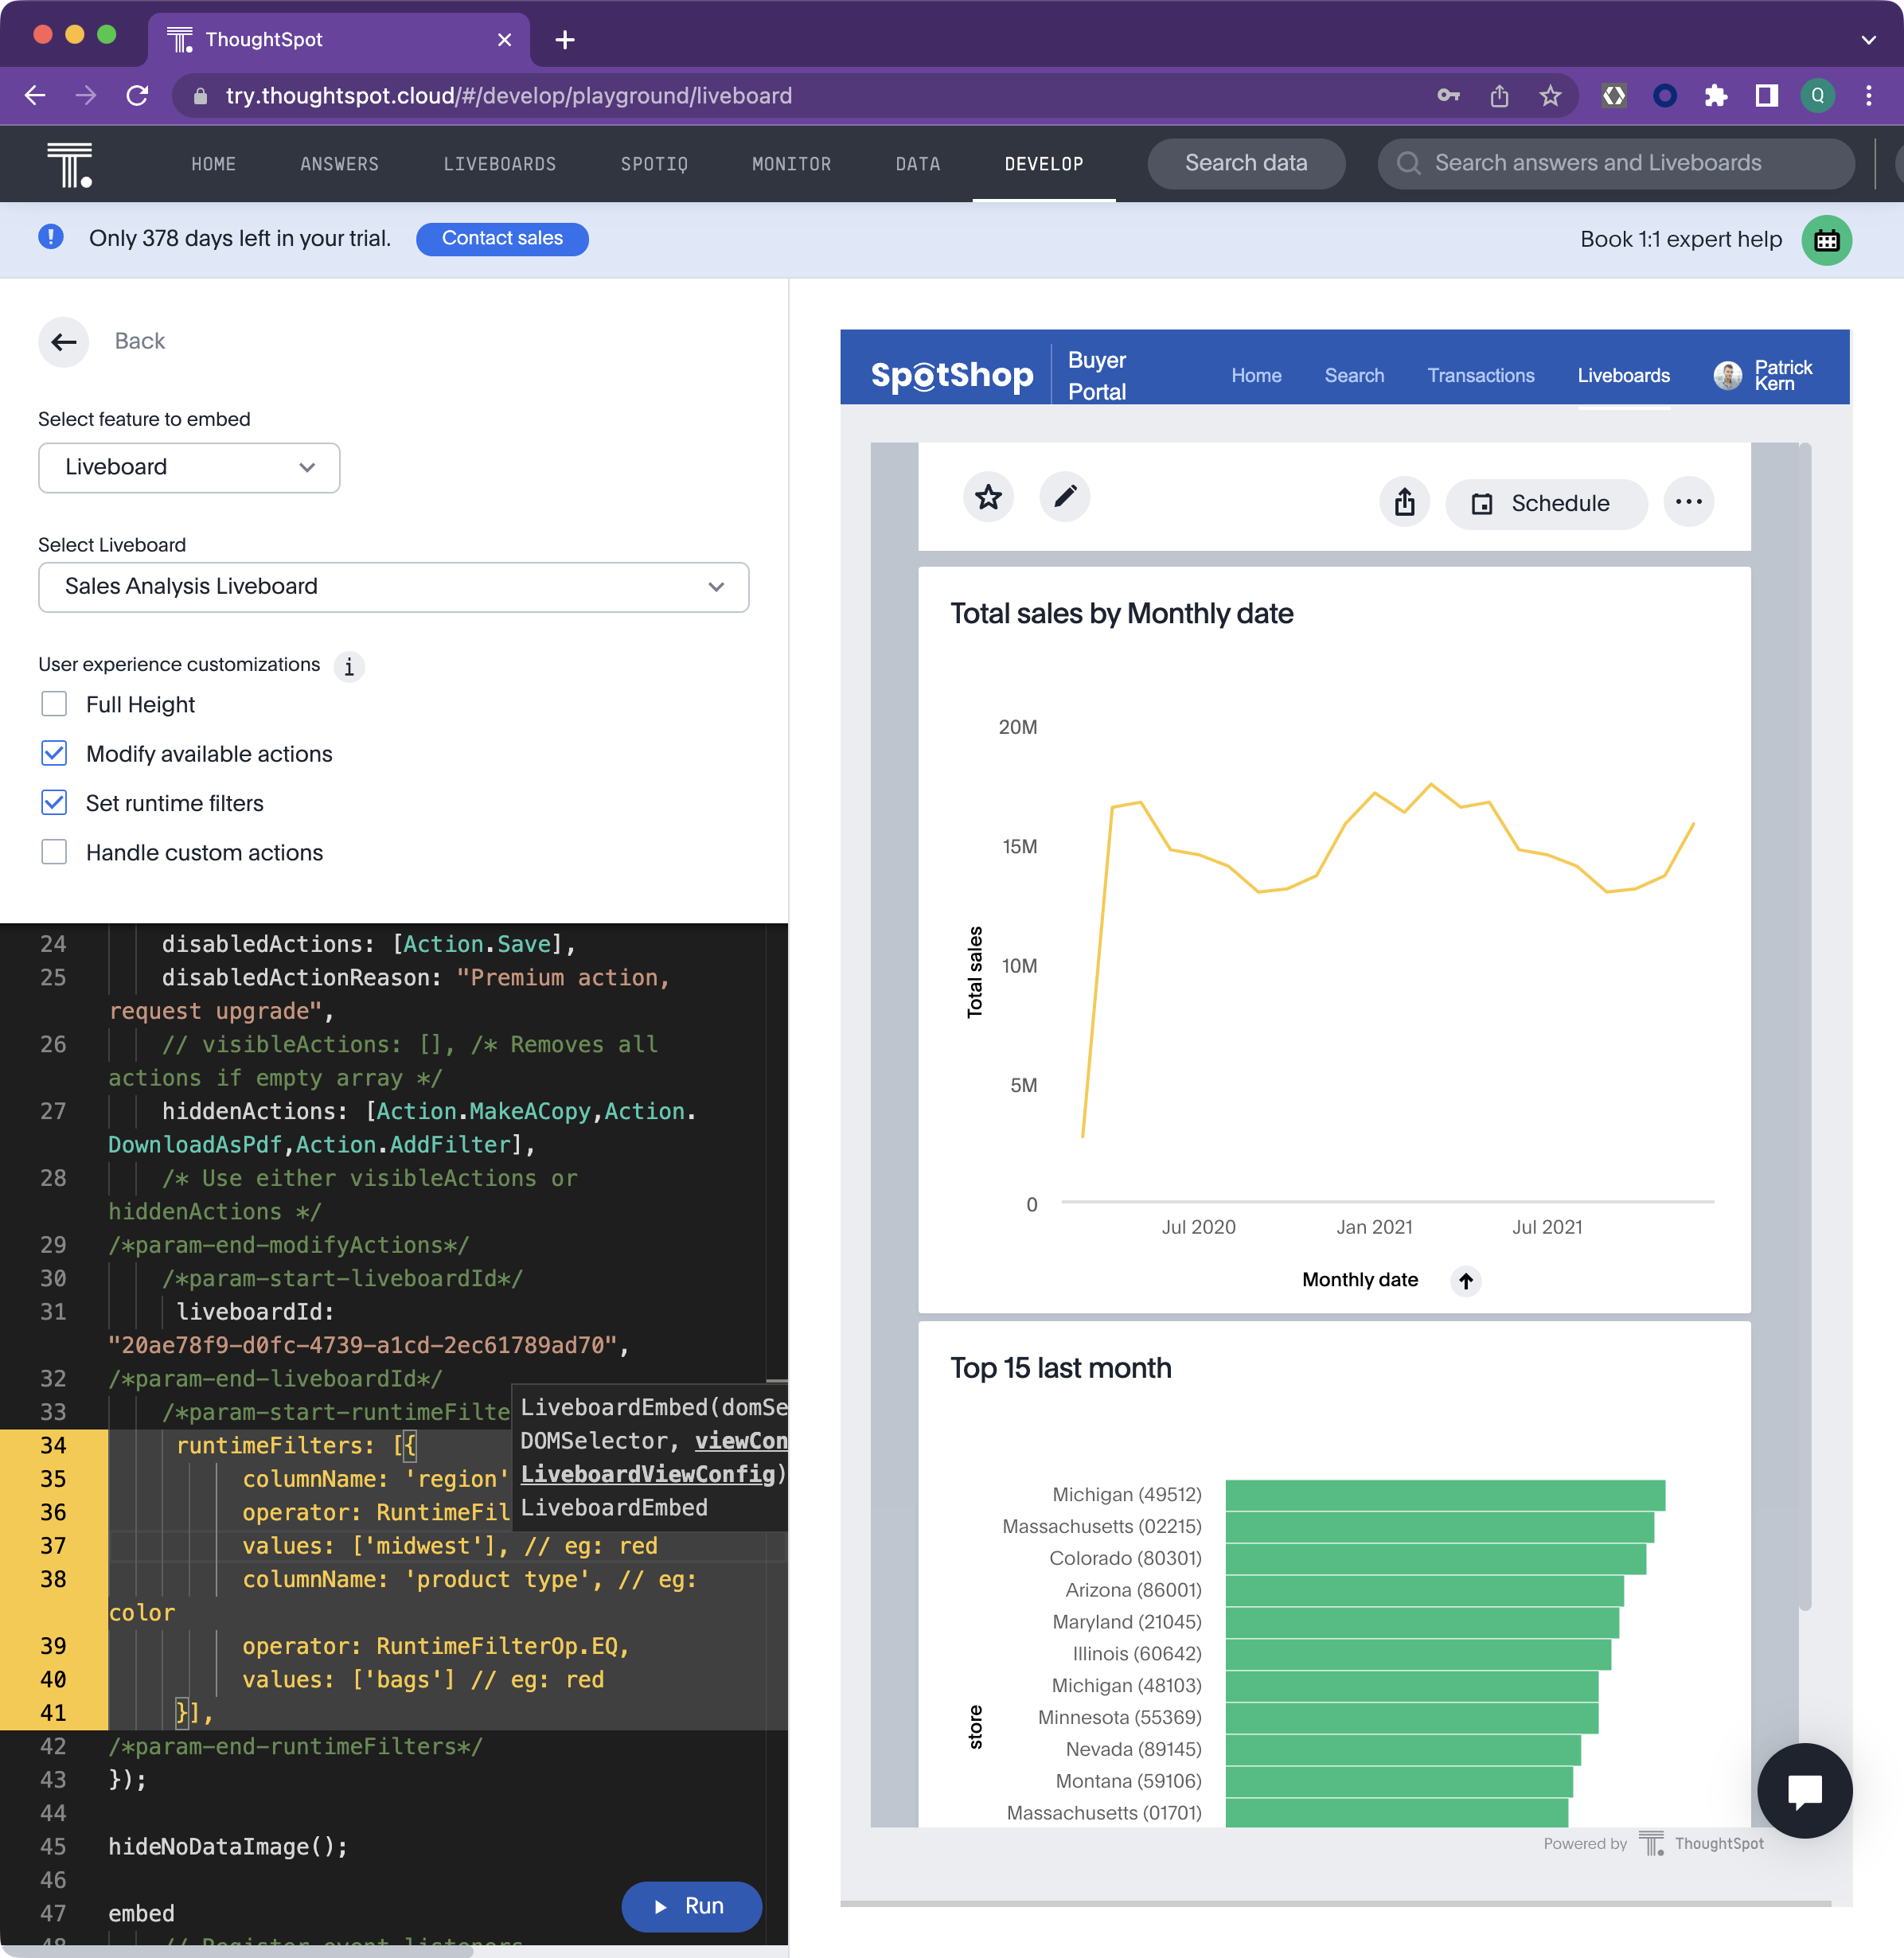 ThoughtSpot
try.thoughtspot.cloud/#/develop/playground/liveboard
Q
HOME
ANSWERS
LIVEBOARDS
SPOTIQ
MONITOR
DATA
DEVELOP
Search data
Search answers and Liveboards
Only 378 days left in your trial.
Contact sales
Book 1:1 expert help
Back
Select feature to embed
Liveboard
Select Liveboard
Sales Analysis Liveboard
User experience customizations i
Full Height
Modify available actions
Set runtime filters
Handle custom actions
24 disabledActions: [Action.Save],
25 disabledActionReason: "Premium action,
request upgrade",
26 // visibleActions: [], /* Removes all
actions if empty array */
27 hiddenActions: [Action.MakeACopy,Action.
DownloadAsPdf,Action.AddFilter],
28 /* Use either visibleActions or
hiddenActions */
29 /*param-end-modifyActions*/
30 /*param-start-liveboardId*/
31 liveboardId:
"20ae78f9-d0fc-4739-a1cd-2ec61789ad70",
32 /*param-end-liveboardId*/
33 /*param-start-runtimeFilte
34 runtimeFilters: [{
35 columnName: 'region'
36 operator: RuntimeFil
37 values: ['midwest'], // eg: red
38 columnName: 'product type', // eg:
color
39 operator: RuntimeFilterOp.EQ,
40 values: ['bags'] // eg: red
41 }],
42 /*param-end-runtimeFilters*/
43 });
44
45 hideNoDataImage();
46
47 embed
48 // Register event listeners
LiveboardEmbed(domSe
DOMSelector, viewCon
LiveboardViewConfig)
LiveboardEmbed
Run
SpotShop
Buyer
Portal
Home
Search
Transactions
Liveboards
Patrick
Kern
Schedule
Total sales by Monthly date
20M
15M
10M
5M
0
Total sales
Jul 2020
Jan 2021
Jul 2021
Monthly date
Top 15 last month
Michigan (49512)
Massachusetts (02215)
Colorado (80301)
Arizona (86001)
Maryland (21045)
Illinois (60642)
Michigan (48103)
Minnesota (55369)
Nevada (89145)
Montana (59106)
Massachusetts (01701)
store
Powered by ThoughtSpot